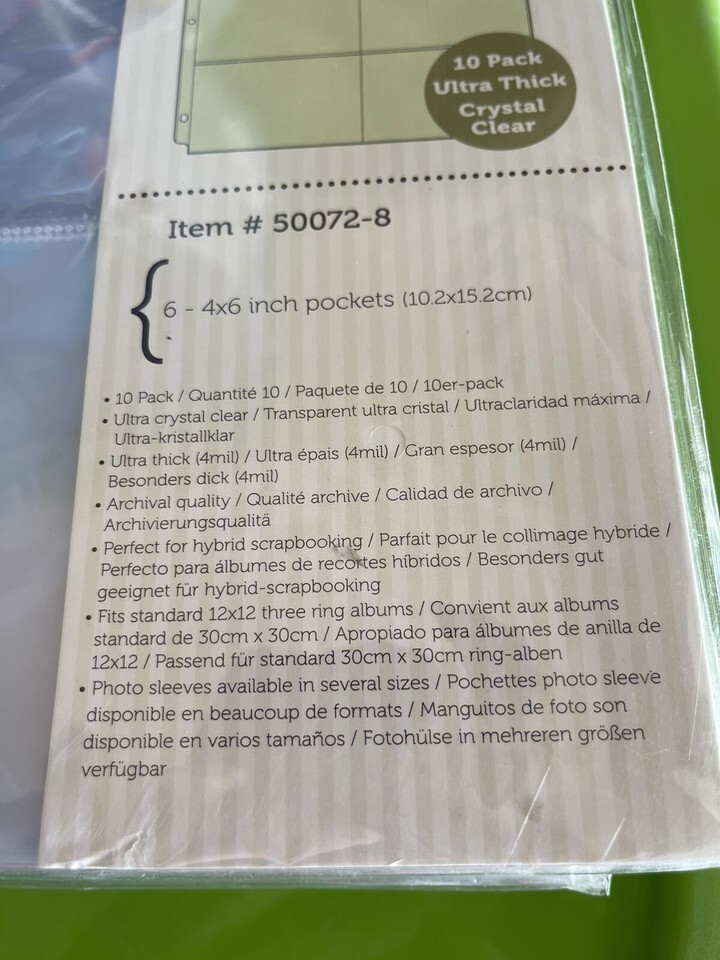 10 Pack
Ultra Thick
Crystal
Clear
Item # 50072-8
{ 6 - 4x6 inch pockets (10.2x15.2cm)
• 10 Pack / Quantité 10 / Paquete de 10 / 10er-pack
• Ultra crystal clear / Transparent ultra cristal / Ultraclaridad máxima /
Ultra-kristallklar
• Ultra thick (4mil) / Ultra épais (4mil) / Gran espesor (4mil) /
Besonders dick (4mil)
• Archival quality / Qualité archive / Calidad de archivo /
Archivierungsqualitä
• Perfect for hybrid scrapbooking / Parfait pour le collimage hybride /
Perfecto para álbumes de recortes híbridos / Besonders gut
geeignet für hybrid-scrapbooking
• Fits standard 12x12 three ring albums / Convient aux albums
standard de 30cm x 30cm / Apropiado para álbumes de anilla de
12x12 / Passend für standard 30cm x 30cm ring-alben
• Photo sleeves available in several sizes / Pochettes photo sleeve
disponible en beaucoup de formats / Manguitos de foto son
disponible en varios tamaños / Fotohülse in mehreren größen
verfügbar